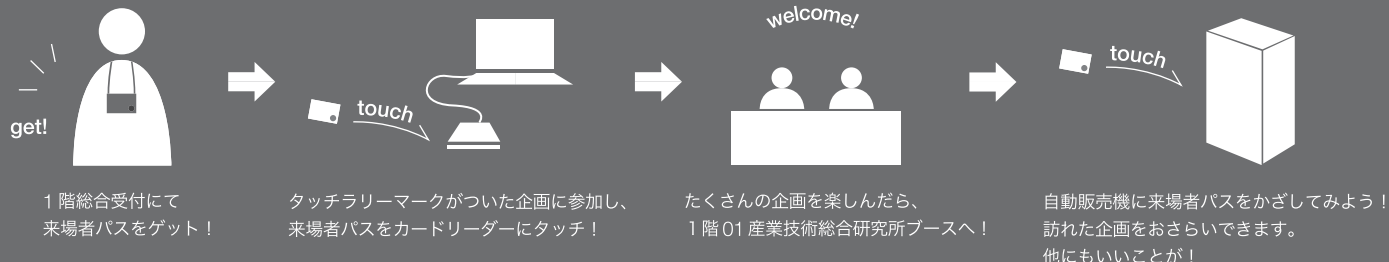 get!
1階総合受付にて
来場者パスをゲット！
touch
タッチラリーマークがついた企画に参加し、
来場者パスをカードリーダーにタッチ！
welcome!
たくさんの企画を楽しんだら、
1階01産業技術総合研究所ブースへ！
touch
自動販売機に来場者パスをかざしてみよう！
訪れた企画をおさらいできます。
他にもいいことが！